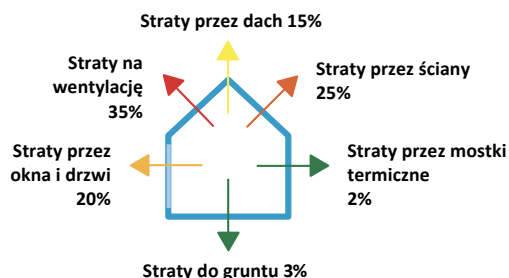 Straty przez dach 15%
Straty na
wentylację
35%
Straty przez ściany
25%
Straty przez
okna i drzwi
20%
Straty przez mostki
termiczne
2%
Straty do gruntu 3%